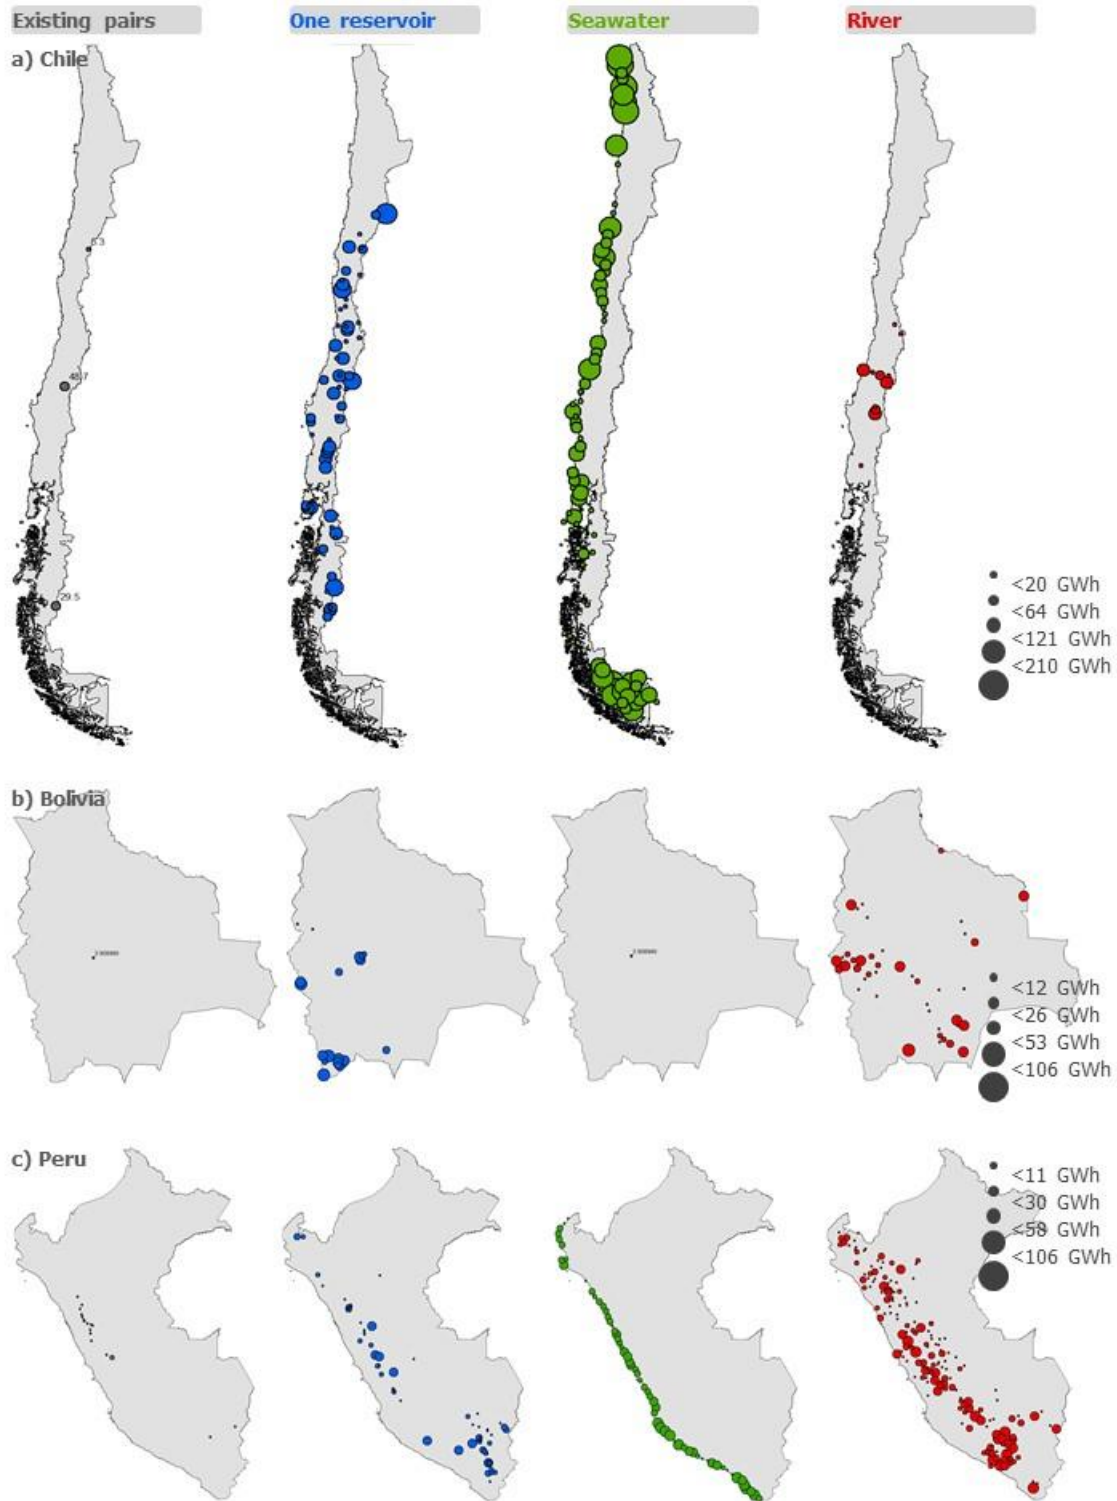 Existing pairs
One reservoir
Seawater
River
a) Chile
48.7
29.5
<20 GWh
<64 GWh
<121 GWh
<210 GWh
b) Bolivia
<12 GWh
<26 GWh
<53 GWh
<106 GWh
c) Peru
<11 GWh
<30 GWh
<58 GWh
<106 GWh